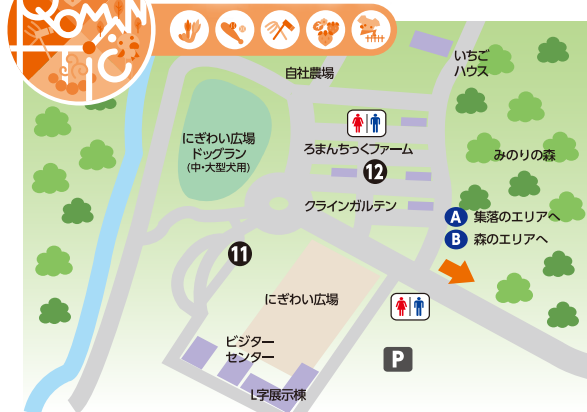 ROMAN
TIC
いちご
ハウス
自社農場
にぎわい広場
ドッグラン
(中・大型犬用)
ろまんちっくファーム
12
みのりの森
クラインガルテン
A 集落のエリアへ
B 森のエリアへ
11
にぎわい広場
ビジター
センター
P
L字展示棟